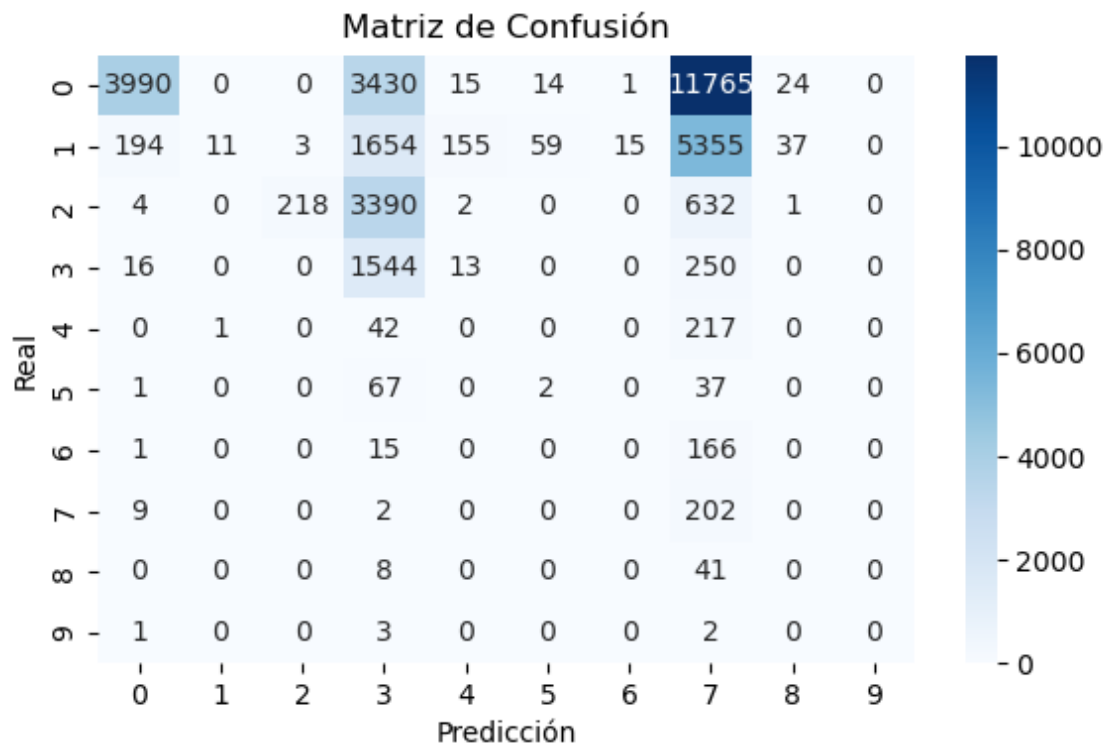 Matriz de Confusión
0 3990 0 0 3430 15 14 1 11765 24 0
1 194 11 3 1654 155 59 15 5355 37 0
2 4 0 218 3390 2 0 0 632 1 0
3 16 0 0 1544 13 0 0 250 0 0
4 0 1 0 42 0 0 0 217 0 0
5 1 0 0 67 0 2 0 37 0 0
6 1 0 0 15 0 0 0 166 0 0
7 9 0 0 2 0 0 0 202 0 0
8 0 0 0 8 0 0 0 41 0 0
9 1 0 0 3 0 0 0 2 0 0
0 1 2 3 4 5 6 7 8 9
Predicción
Real
10000
8000
6000
4000
2000
0